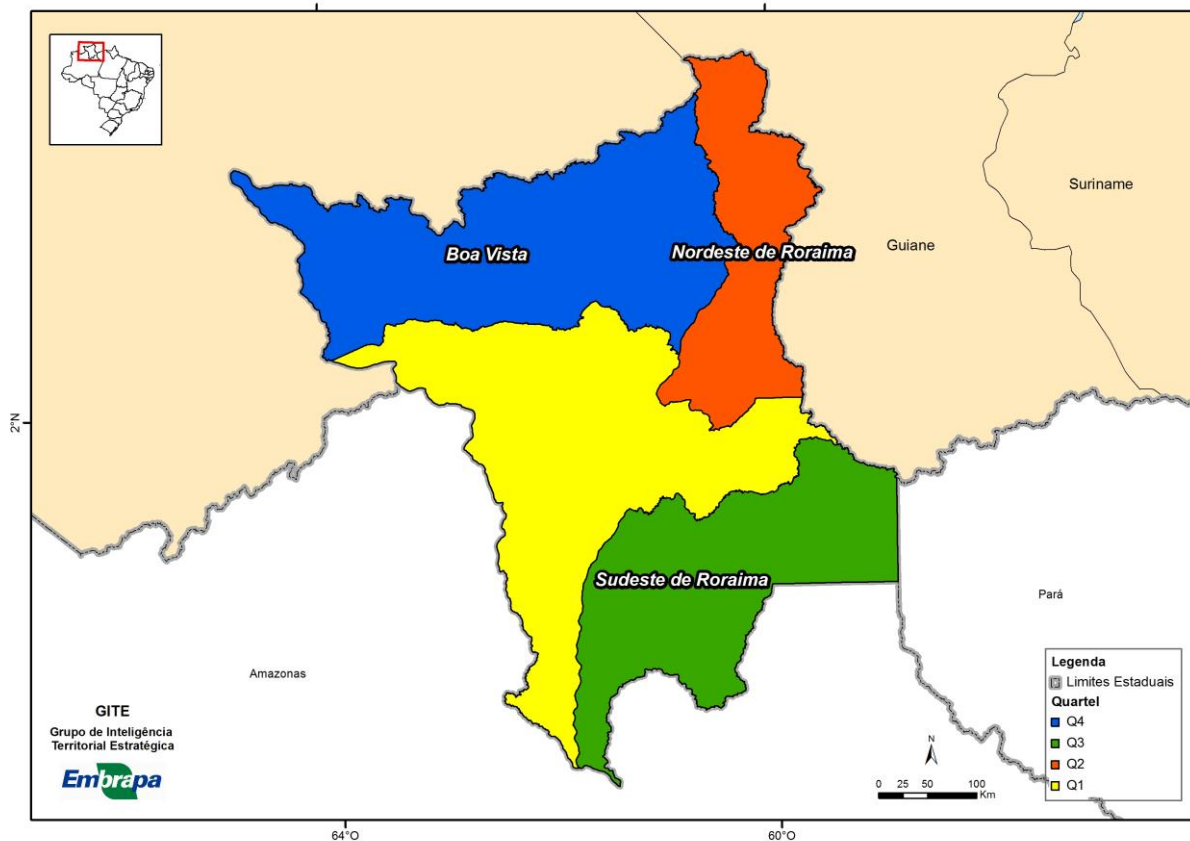 Suriname
Boa Vista
Nordeste de Roraima
Guiane
2°N
Sudeste de Roraima
Pará
Amazonas
Legenda
Limites Estaduais
Quartel
Q4
Q3
Q2
Q1
GITE
Grupo de Inteligência
Territorial Estratégica
Embrapa
N
0 25 50 100
Km
64°O
60°O